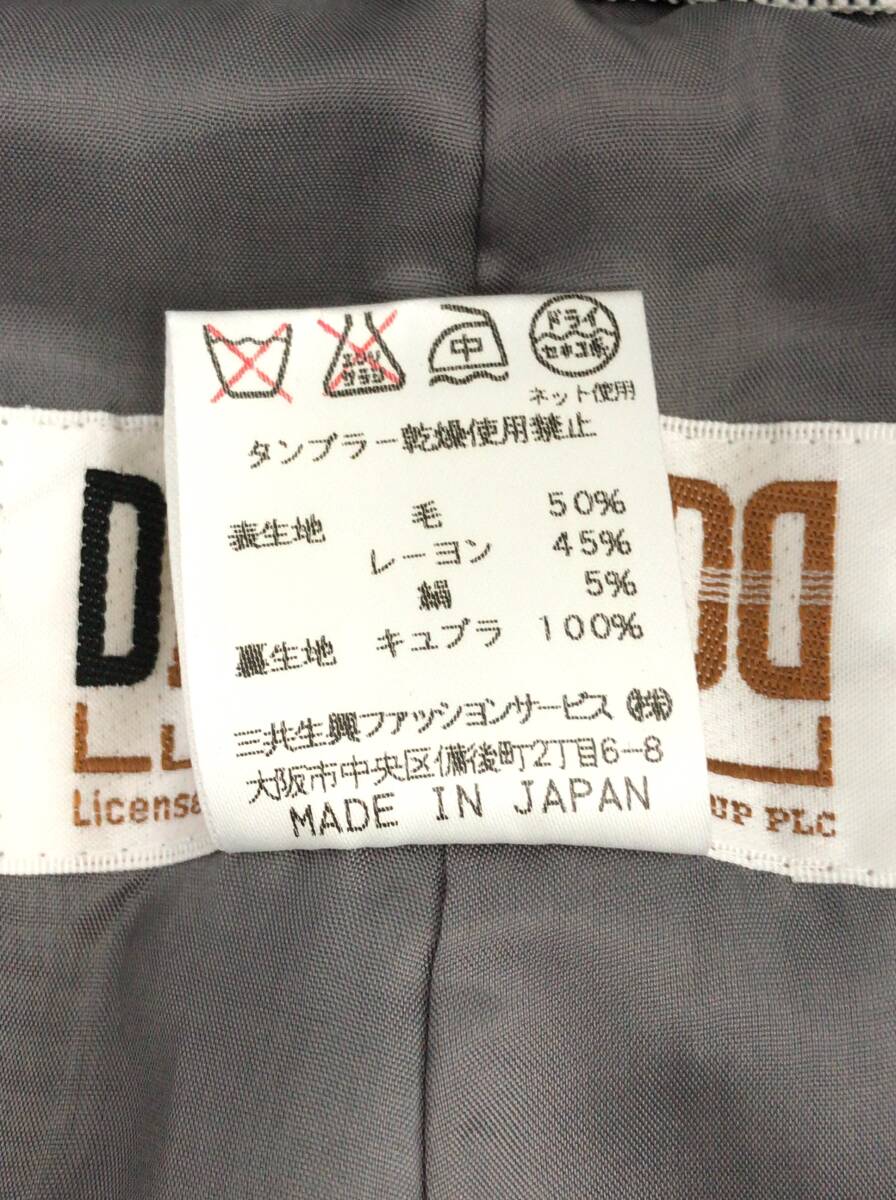 エンソ サラシ 中 ドライ セキユ系
ネット使用
タンブラー乾燥使用禁止
表生地 毛 50%
レーヨン 45%
絹 5%
裏生地 キュプラ 100%
三共生興ファッションサービス ㈱
大阪市中央区備後町2丁目6-8
MADE IN JAPAN
UP PLC